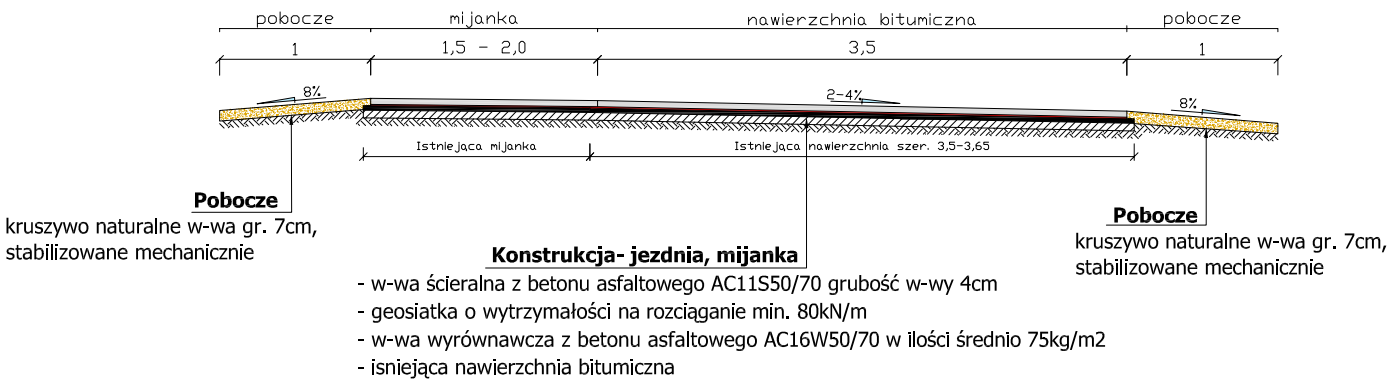 pobocze mijanka nawierzchnia bitumiczna pobocze
1 1,5 - 2,0 3,5 1
8% 2-4% 8%
Istniejąca mijanka Istniejąca nawierzchnia szer. 3,5-3,65
Pobocze
kruszywo naturalne w-wa gr. 7cm,
stabilizowane mechanicznie
Pobocze
kruszywo naturalne w-wa gr. 7cm,
stabilizowane mechanicznie
Konstrukcja- jezdnia, mijanka
- w-wa ścieralna z betonu asfaltowego AC11S50/70 grubość w-wy 4cm
- geosiatka o wytrzymałości na rozciąganie min. 80kN/m
- w-wa wyrównawcza z betonu asfaltowego AC16W50/70 w ilości średnio 75kg/m2
- isniejąca nawierzchnia bitumiczna